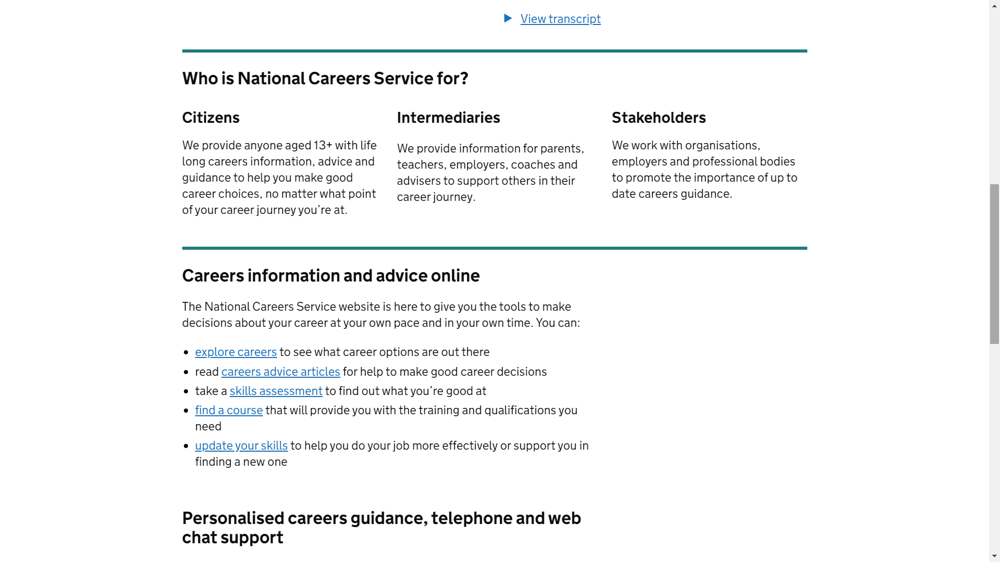 View transcript
Who is National Careers Service for?
Citizens
We provide anyone aged 13+ with life
long careers information, advice and
guidance to help you make good
career choices, no matter what point
of your career journey you’re at.
Intermediaries
We provide information for parents,
teachers, employers, coaches and
advisers to support others in their
career journey.
Stakeholders
We work with organisations,
employers and professional bodies
to promote the importance of up to
date careers guidance.
Careers information and advice online
The National Careers Service website is here to give you the tools to make
decisions about your career at your own pace and in your own time. You can:
explore careers to see what career options are out there
read careers advice articles for help to make good career decisions
take a skills assessment to find out what you’re good at
find a course that will provide you with the training and qualifications you
need
update your skills to help you do your job more effectively or support you in
finding a new one
Personalised careers guidance, telephone and web
chat support